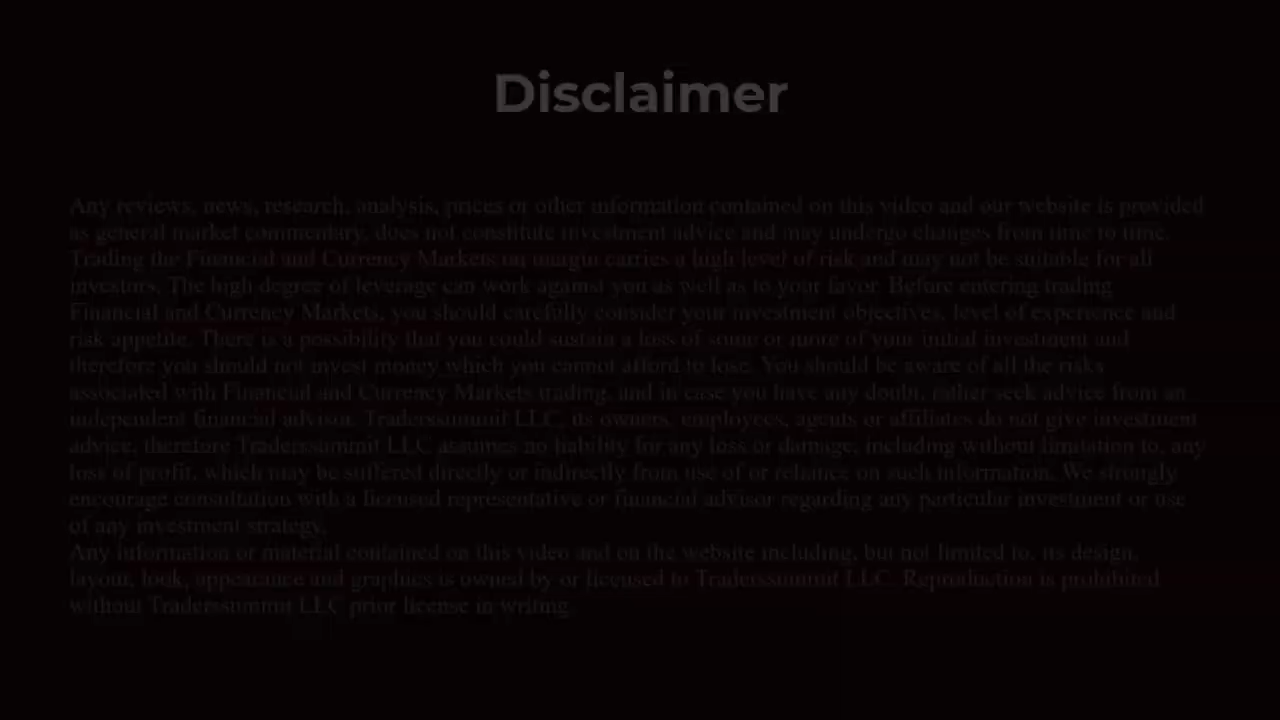 Disclaimer
Any reviews, news, research, analysis, prices or other information contained on this video and our website is provided
as general market commentary, does not constitute investment advice and may undergo changes from time to time.
Trading the Financial and Currency Markets on margin carries a high level of risk and may not be suitable for all
investors. The high degree of leverage can work against you as well as to your favor. Before entering trading
Financial and Currency Markets, you should carefully consider your investment objectives, level of experience and
risk appetite. There is a possibility that you could sustain a loss of some or more of your initial investment and
therefore you should not invest money which you cannot afford to lose. You should be aware of all the risks
associated with Financial and Currency Markets trading, and in case you have any doubt, rather seek advice from an
independent financial advisor. Traderssummit LLC, its owners, employees, agents or affiliates do not give investment
advice, therefore Traderssummit LLC assumes no liability for any loss or damage, including without limitation to, any
loss of profit, which may be suffered directly or indirectly from use of or reliance on such information. We strongly
encourage consultation with a licensed representative or financial advisor regarding any particular investment or use
of any investment strategy.
Any information or material contained on this video and on the website including, but not limited to, its design,
layout, look, appearance and graphics is owned by or licensed to Traderssummit LLC. Reproduction is prohibited
without Traderssummit LLC prior license in writing.